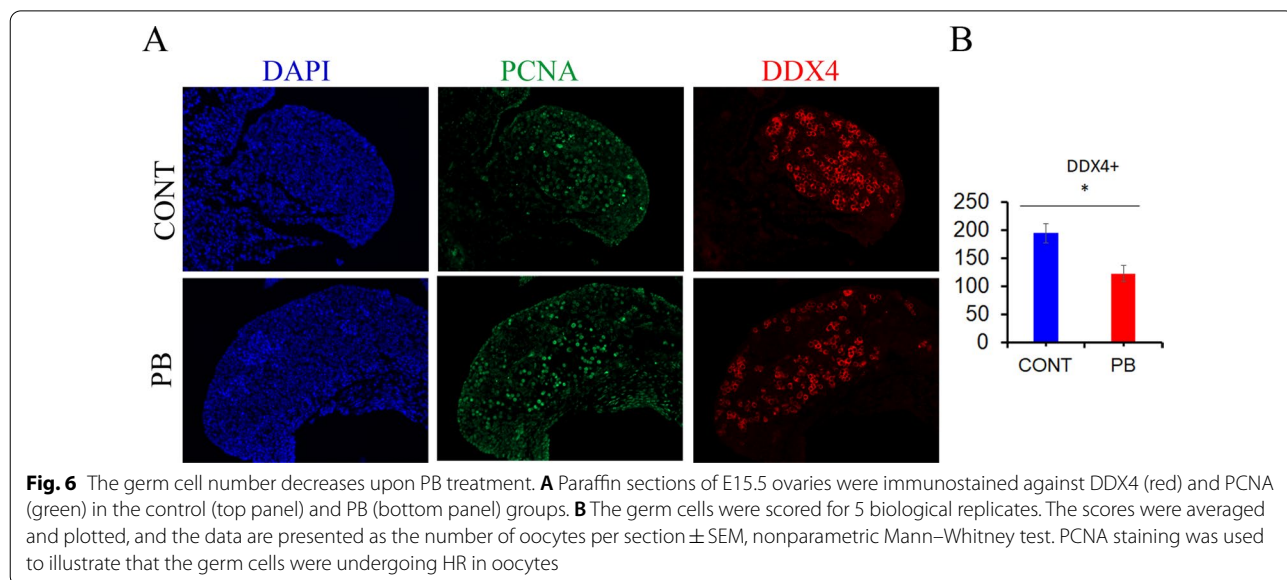 A
B
DAPI
PCNA
DDX4
CONT
PB
DDX4+
*
250
200
150
100
50
0
CONT
PB
Fig. 6 The germ cell number decreases upon PB treatment. A Paraffin sections of E15.5 ovaries were immunostained against DDX4 (red) and PCNA
(green) in the control (top panel) and PB (bottom panel) groups. B The germ cells were scored for 5 biological replicates. The scores were averaged
and plotted, and the data are presented as the number of oocytes per section ± SEM, nonparametric Mann–Whitney test. PCNA staining was used
to illustrate that the germ cells were undergoing HR in oocytes